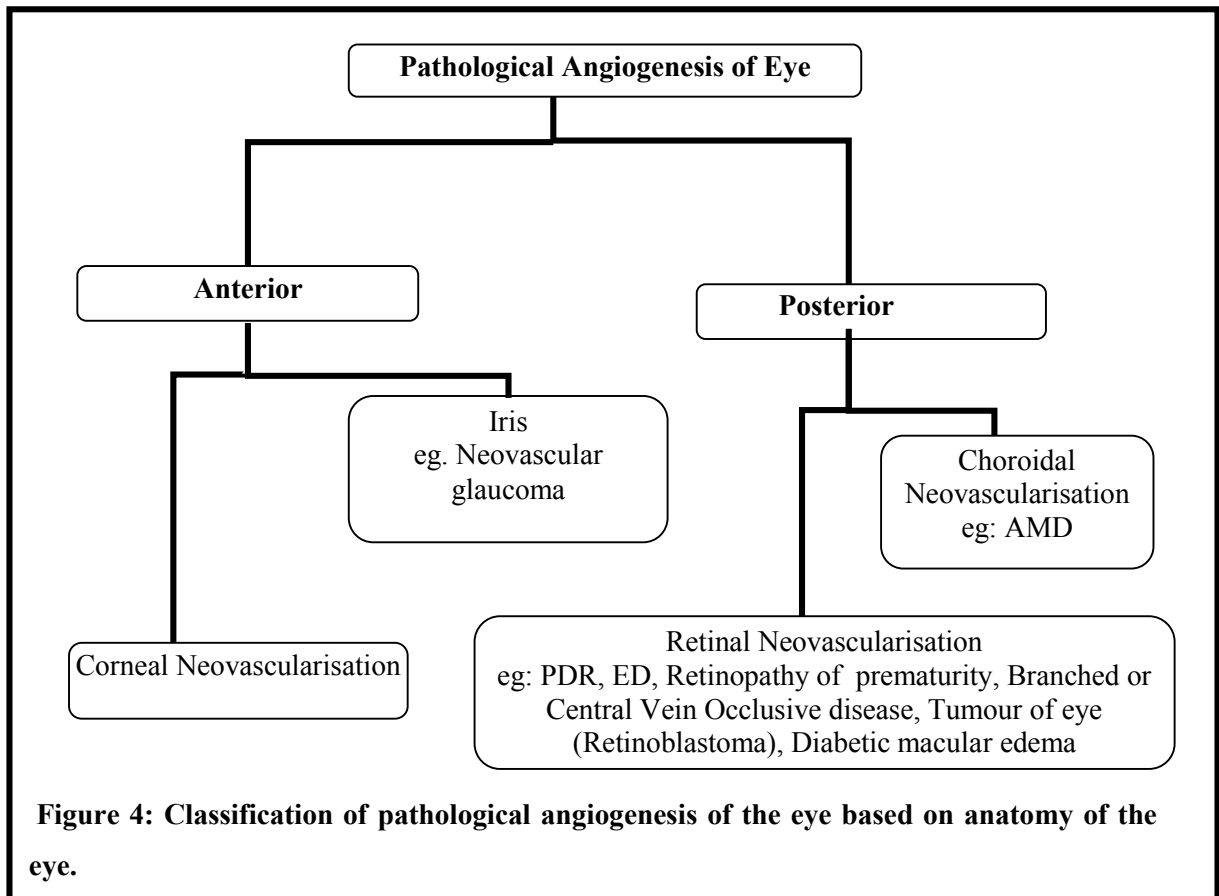 Pathological Angiogenesis of Eye
Anterior
Posterior
Iris
eg. Neovascular
glaucoma
Choroidal
Neovascularisation
eg: AMD
Corneal Neovascularisation
Retinal Neovascularisation
eg: PDR, ED, Retinopathy of prematurity, Branched or
Central Vein Occlusive disease, Tumour of eye
(Retinoblastoma), Diabetic macular edema
Figure 4: Classification of pathological angiogenesis of the eye based on anatomy of the
eye.